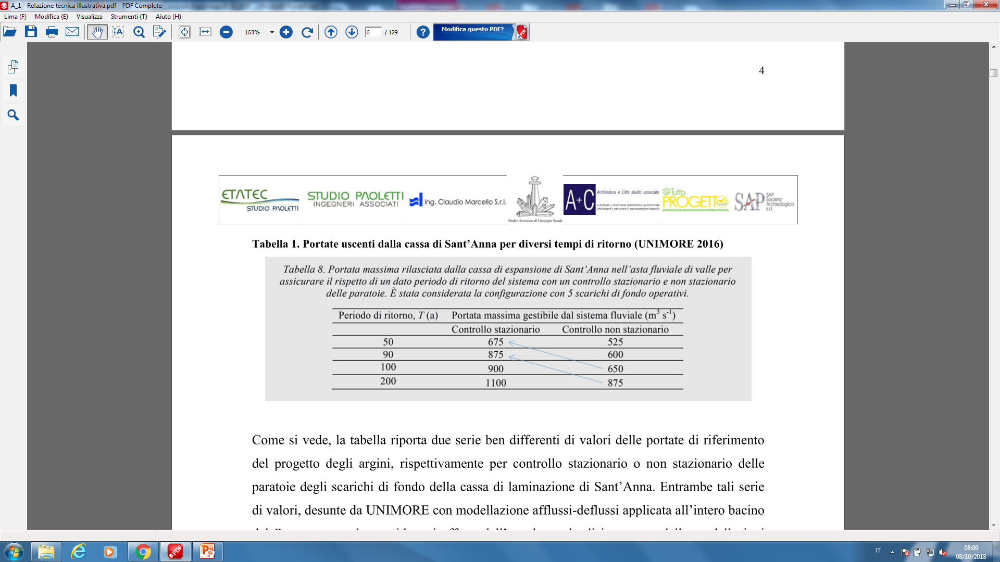 A_1 - Relazione tecnica illustrativa.pdf - PDF Complete
Lima (F) Modifica (E) Visualizza Strumenti (T) Aiuto (H)
163% 6 / 129 Modifica questo PDF?
4
ETATEC
STUDIO PAOLETTI
STUDIO PAOLETTI
INGEGNERI ASSOCIATI
Ing. Claudio Marcello S.r.l.
Studio Associato di Geologia Spada
A+C
Architettura e Città studio associato
@Tutto
PROGETTO
SAP
SAP
Societa'
Archeologica
s.r.l.
Tabella 1. Portate uscenti dalla cassa di Sant’Anna per diversi tempi di ritorno (UNIMORE 2016)
Tabella 8. Portata massima rilasciata dalla cassa di espansione di Sant’Anna nell’asta fluviale di valle per
assicurare il rispetto di un dato periodo di ritorno del sistema con un controllo stazionario e non stazionario
delle paratoie. È stata considerata la configurazione con 5 scarichi di fondo operativi.
Periodo di ritorno, T (a) Portata massima gestibile dal sistema fluviale (m³ s⁻¹)
Controllo stazionario Controllo non stazionario
50 675 525
90 875 600
100 900 650
200 1100 875
Come si vede, la tabella riporta due serie ben differenti di valori delle portate di riferimento
del progetto degli argini, rispettivamente per controllo stazionario o non stazionario delle
paratoie degli scarichi di fondo della cassa di laminazione di Sant’Anna. Entrambe tali serie
di valori, desunte da UNIMORE con modellazione afflussi-deflussi applicata all’intero bacino
IT
08:00
08/10/2018